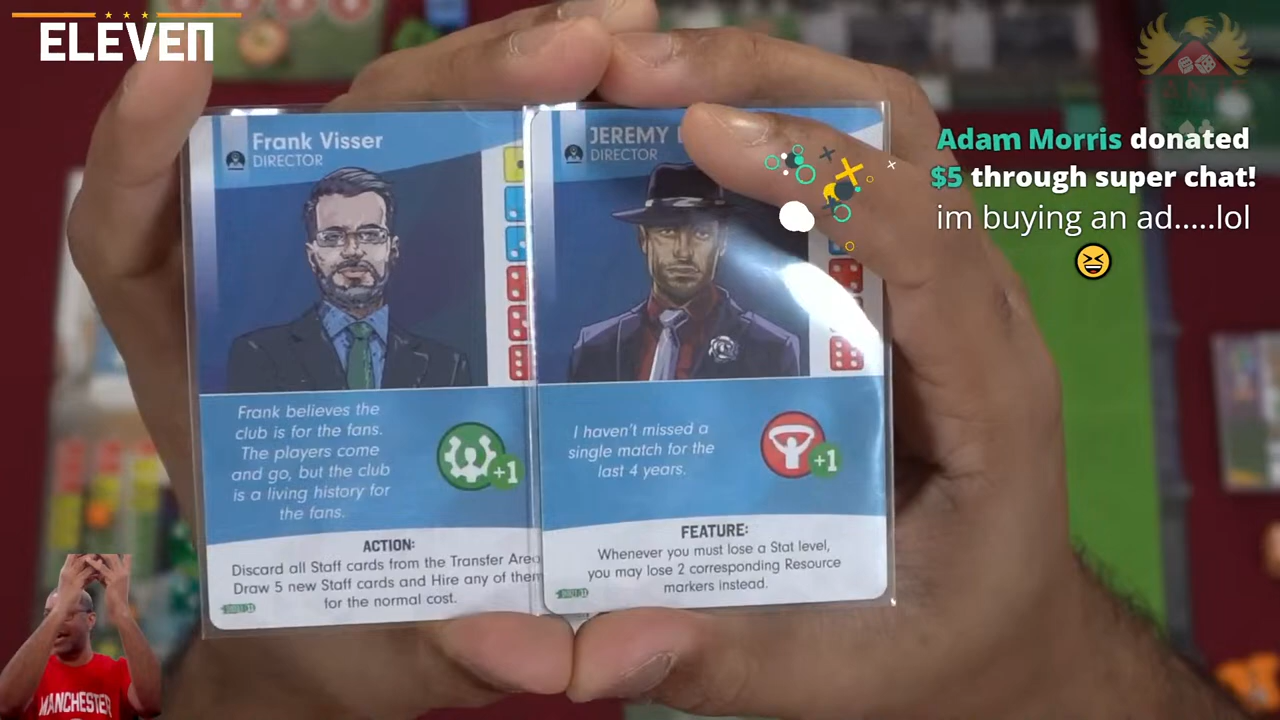 ELEVEN
Adam Morris donated
$5 through super chat!
im buying an ad.....lol
Frank Visser
DIRECTOR
Frank believes the
club is for the fans.
The players come
and go, but the club
is a living history for
the fans.
+1
ACTION:
Discard all Staff cards from the Transfer Area
Draw 5 new Staff cards and Hire any of them
for the normal cost.
JEREMY
DIRECTOR
I haven't missed a
single match for the
last 4 years.
+1
FEATURE:
Whenever you must lose a Stat level,
you may lose 2 corresponding Resource
markers instead.
MANCHESTER